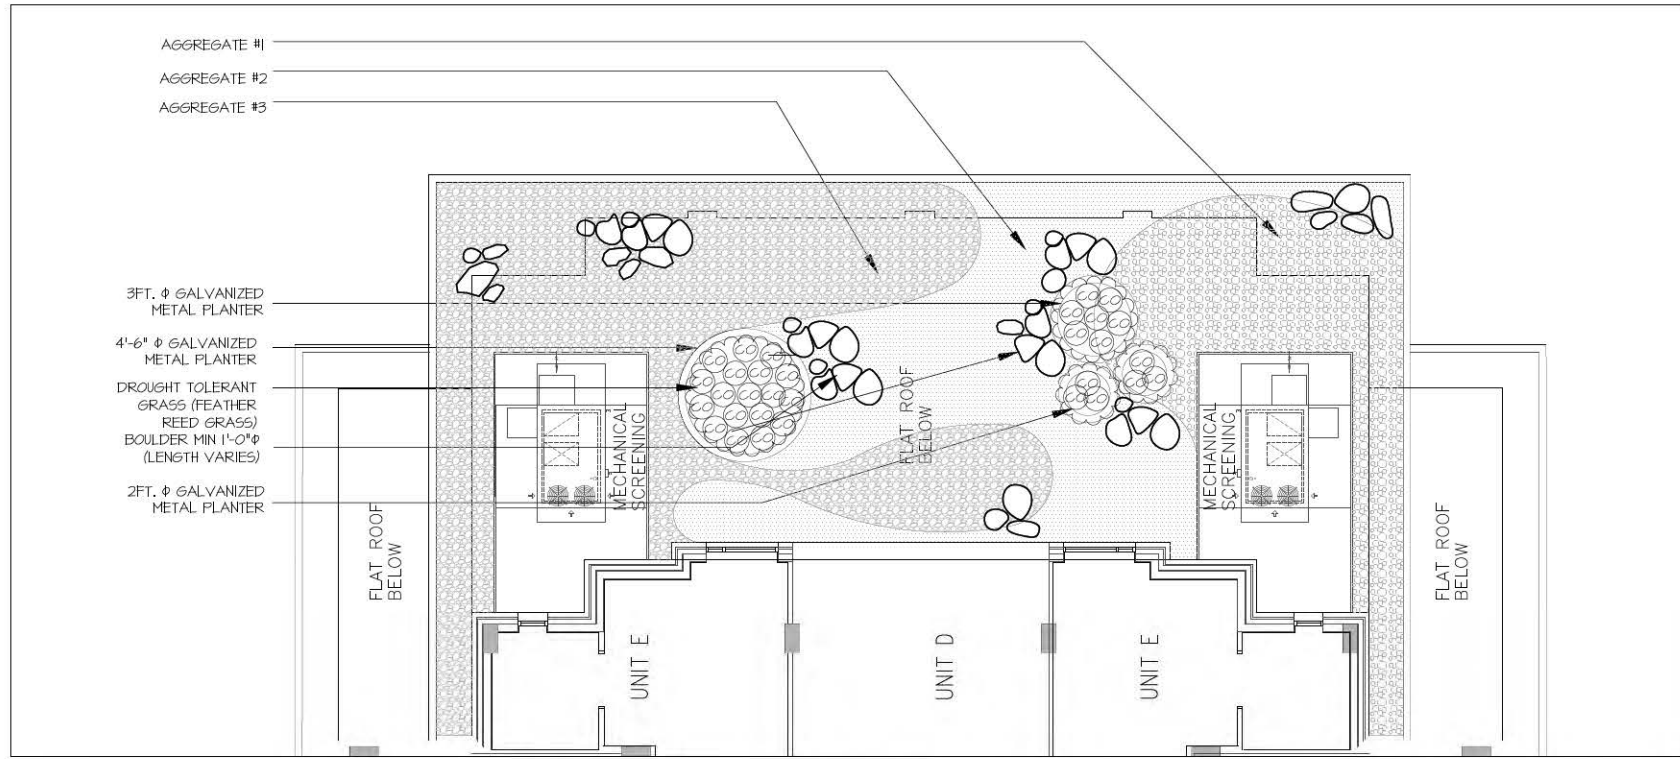 AGGREGATE #1
AGGREGATE #2
AGGREGATE #3
3FT. Φ GALVANIZED
METAL PLANTER
4'-6" Φ GALVANIZED
METAL PLANTER
DROUGHT TOLERANT
GRASS (FEATHER
REED GRASS)
BOULDER MIN 1'-0"Φ
(LENGTH VARIES)
2FT. Φ GALVANIZED
METAL PLANTER
FLAT ROOF
BELOW
MECHANICAL
SCREENING
FLAT ROOF
BELOW
MECHANICAL
SCREENING
FLAT ROOF
BELOW
UNIT E
UNIT D
UNIT E